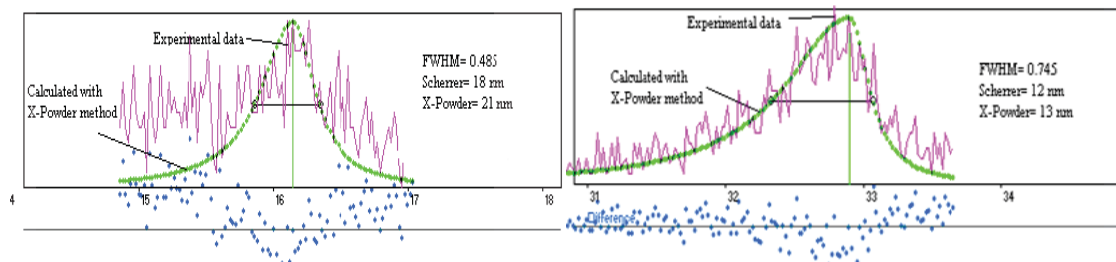 Experimental data
FWHM= 0.485
Scherrer= 18 nm
X-Powder= 21 nm
Calculated with
X-Powder method
4 15 16 17 18
Experimental data
FWHM= 0.745
Scherrer= 12 nm
X-Powder= 13 nm
Calculated with
X-Powder method
31 32 33 34
Difference